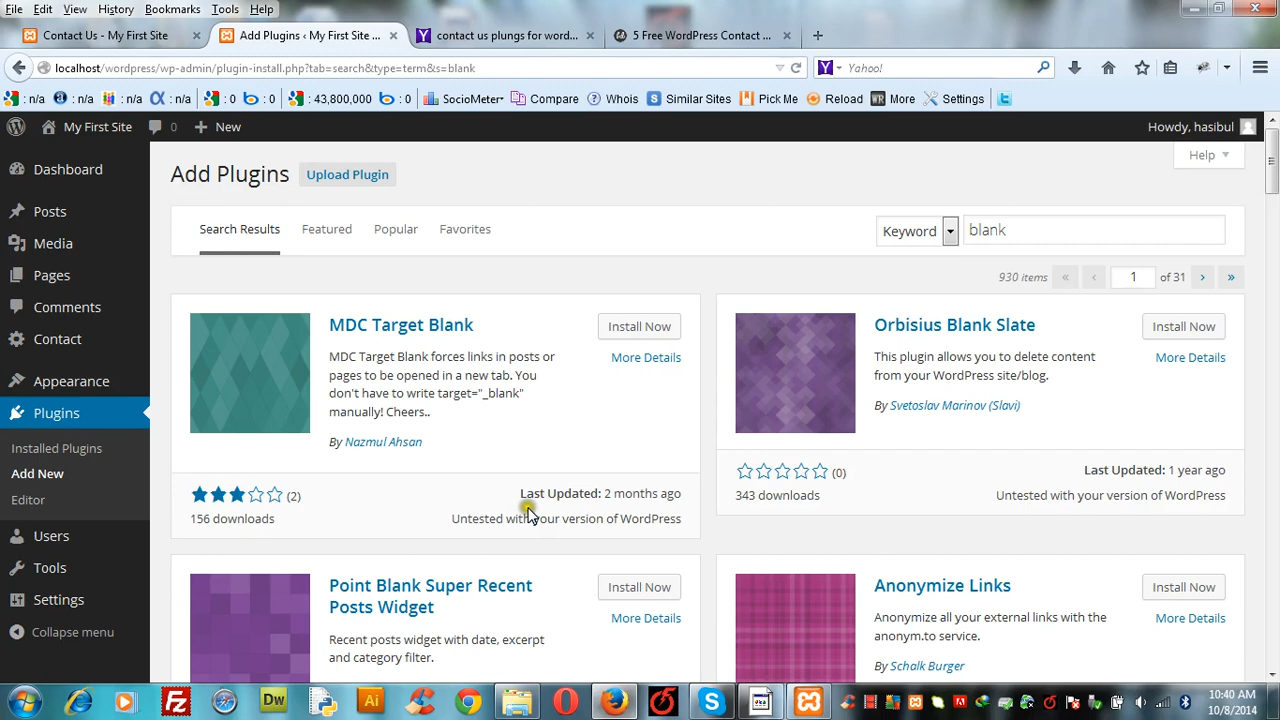 File Edit View History Bookmarks Tools Help
Contact Us - My First Site × Add Plugins ‹ My First Site ... × contact us plungs for word... × 5 Free WordPress Contact ... × +
localhost/wordpress/wp-admin/plugin-install.php?tab=search&type=term&s=blank Yahoo!
: n/a : n/a : n/a : n/a : 0 : 0 : 43,800,000 : 0 SocioMeter Compare Whois Similar Sites Pick Me Reload More Settings
My First Site 0 + New Howdy, hasibul
Dashboard
Posts
Media
Pages
Comments
Contact
Appearance
Plugins
Installed Plugins
Add New
Editor
Users
Tools
Settings
Collapse menu
Help
Add Plugins Upload Plugin
Search Results Featured Popular Favorites Keyword blank
930 items « ‹ 1 of 31 › »
MDC Target Blank Install Now
More Details
MDC Target Blank forces links in posts or
pages to be opened in a new tab. You
don't have to write target="_blank"
manually! Cheers..
By Nazmul Ahsan
(2) Last Updated: 2 months ago
156 downloads Untested with your version of WordPress
Orbisius Blank Slate Install Now
More Details
This plugin allows you to delete content
from your WordPress site/blog.
By Svetoslav Marinov (Slavi)
(0) Last Updated: 1 year ago
343 downloads Untested with your version of WordPress
Point Blank Super Recent
Posts Widget Install Now
More Details
Recent posts widget with date, excerpt
and category filter.
Anonymize Links Install Now
More Details
Anonymize all your external links with the
anonym.to service.
By Schalk Burger
10:40 AM
10/8/2014